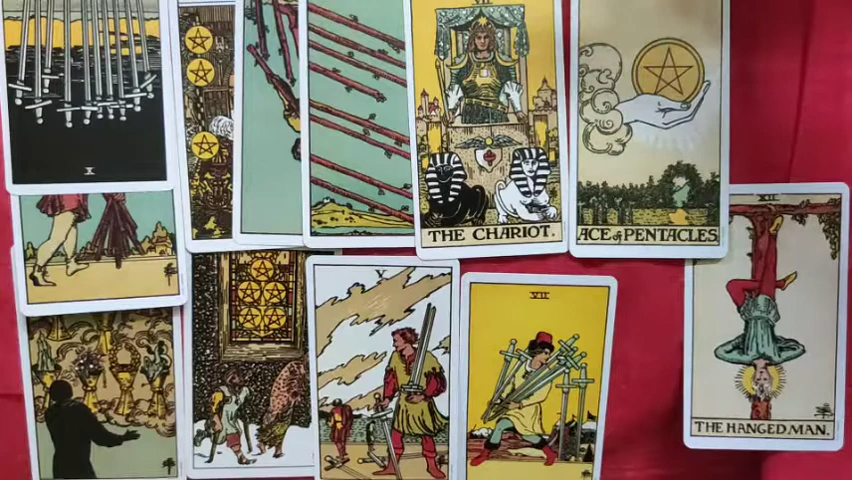 X
THE CHARIOT.
ACE of PENTACLES
XII
V
VII
THE HANGED MAN.